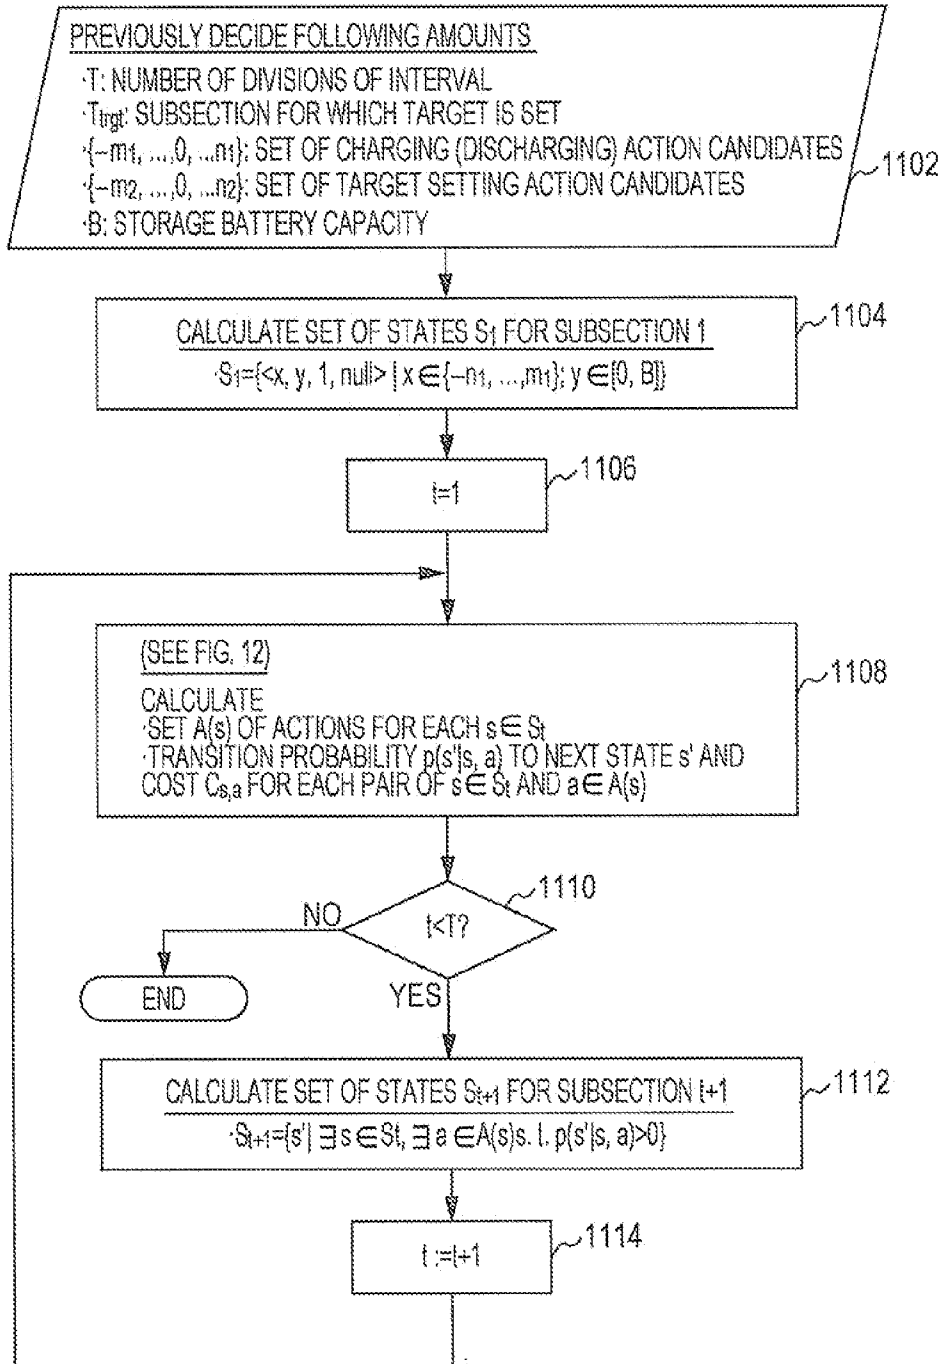 PREVIOUSLY DECIDE FOLLOWING AMOUNTS
·T: NUMBER OF DIVISIONS OF INTERVAL
·Ttrgt: SUBSECTION FOR WHICH TARGET IS SET
·{-m1, ...,0, ...n1}: SET OF CHARGING (DISCHARGING) ACTION CANDIDATES
·{-m2, ...,0, ...n2}: SET OF TARGET SETTING ACTION CANDIDATES
·B: STORAGE BATTERY CAPACITY
1102
CALCULATE SET OF STATES S1 FOR SUBSECTION 1
·S1={<x, y, 1, null> | x ∈ {-n1, ...,m1}; y ∈ [0, B]}
1104
t=1
1106
(SEE FIG. 12)
CALCULATE
·SET A(s) OF ACTIONS FOR EACH s ∈ St
·TRANSITION PROBABILITY p(s'|s, a) TO NEXT STATE s' AND
COST Cs,a FOR EACH PAIR OF s ∈ St AND a ∈ A(s)
1108
t<T?
1110
NO
END
YES
CALCULATE SET OF STATES St+1 FOR SUBSECTION t+1
·St+1={s'| ∃ s ∈ St, ∃ a ∈ A(s)s. t. p(s'|s, a)>0}
1112
t :=t+1
1114